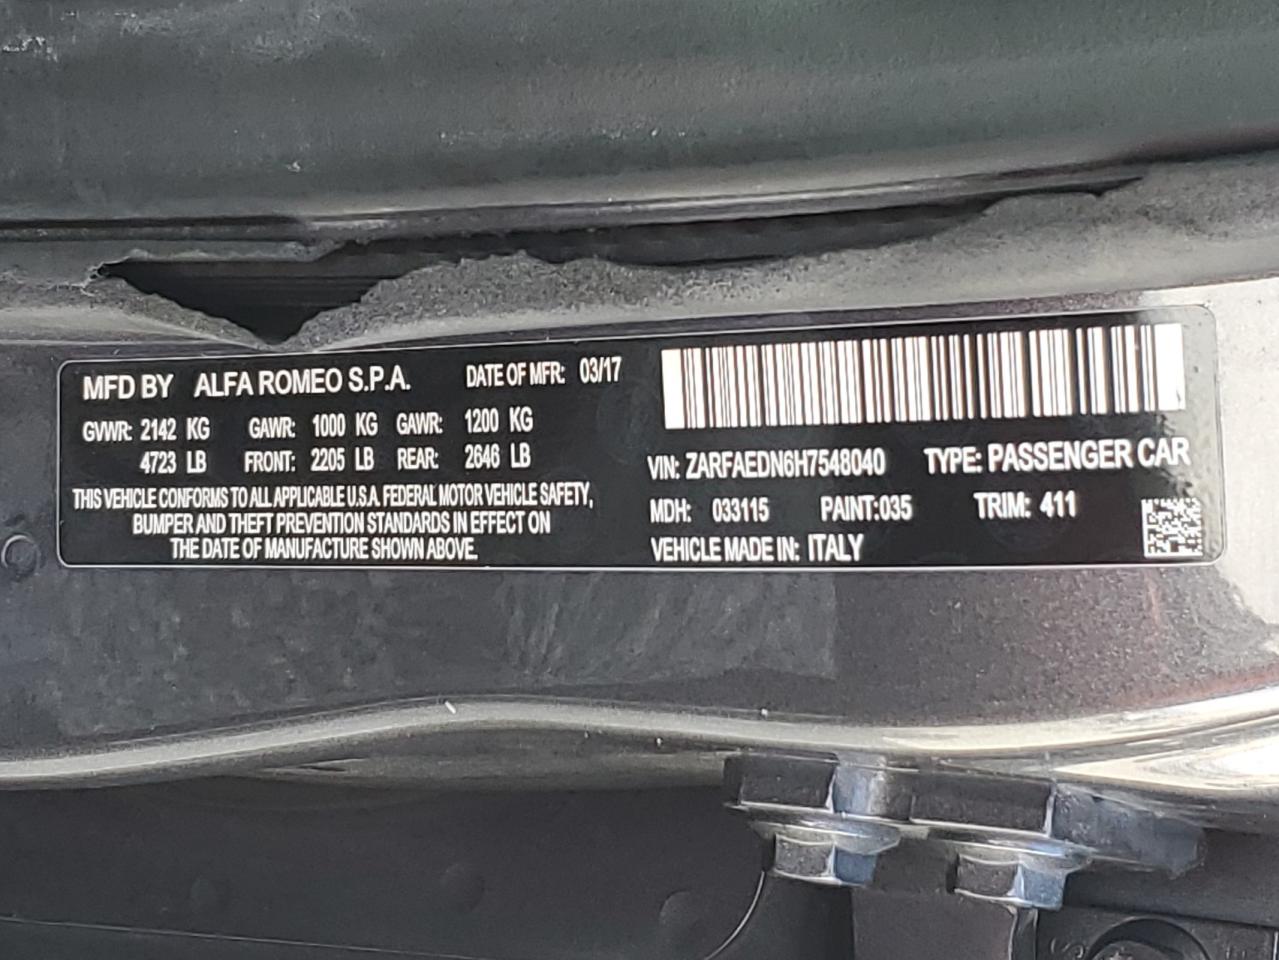 MFD BY ALFA ROMEO S.P.A. DATE OF MFR: 03/17
GVWR: 2142 KG GAWR: 1000 KG GAWR: 1200 KG
4723 LB FRONT: 2205 LB REAR: 2646 LB
THIS VEHICLE CONFORMS TO ALL APPLICABLE U.S.A. FEDERAL MOTOR VEHICLE SAFETY,
BUMPER AND THEFT PREVENTION STANDARDS IN EFFECT ON
THE DATE OF MANUFACTURE SHOWN ABOVE.
VIN: ZARFAEDN6H7548040 TYPE: PASSENGER CAR
MDH: 033115 PAINT:035 TRIM: 411
VEHICLE MADE IN: ITALY